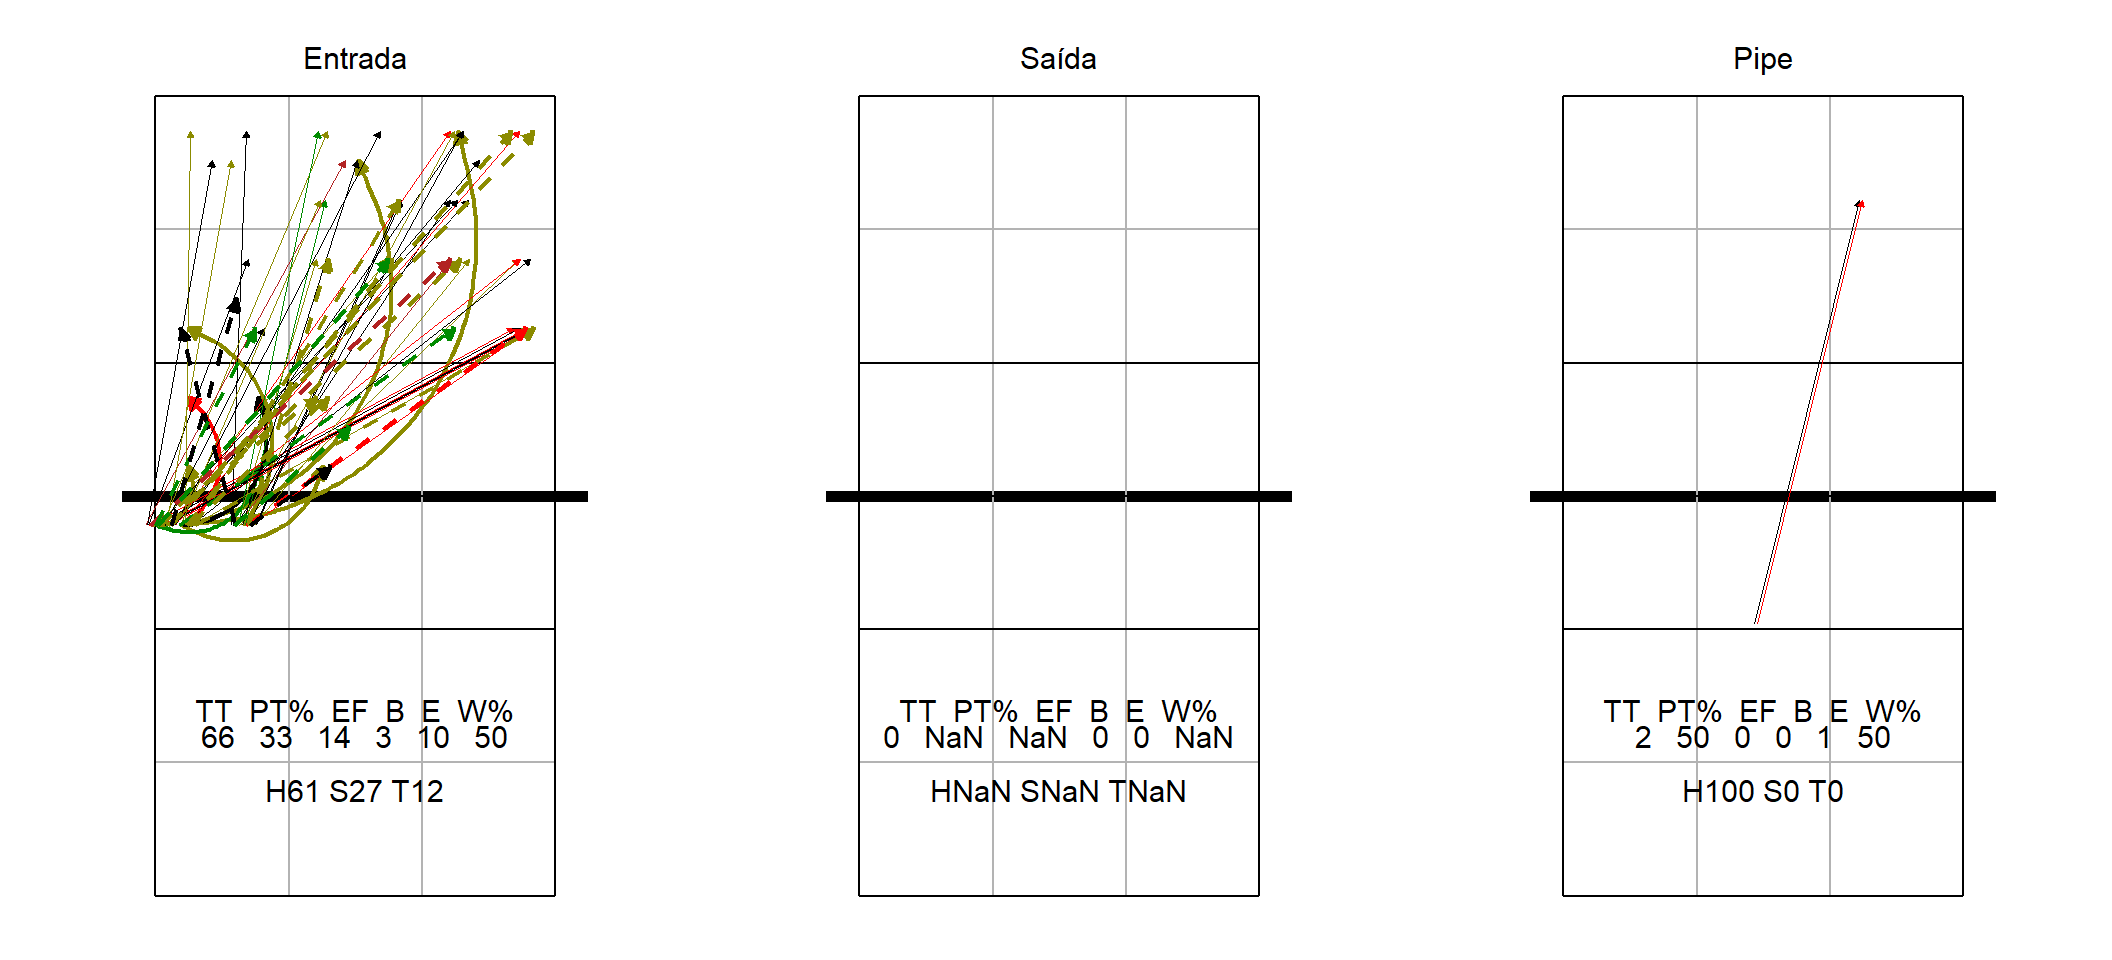 Entrada
TT PT% EF B E W%
66 33 14 3 10 50
H61 S27 T12
Saída
TT PT% EF B E W%
0 NaN NaN 0 0 NaN
HNaN SNaN TNaN
Pipe
TT PT% EF B E W%
2 50 0 0 1 50
H100 S0 T0